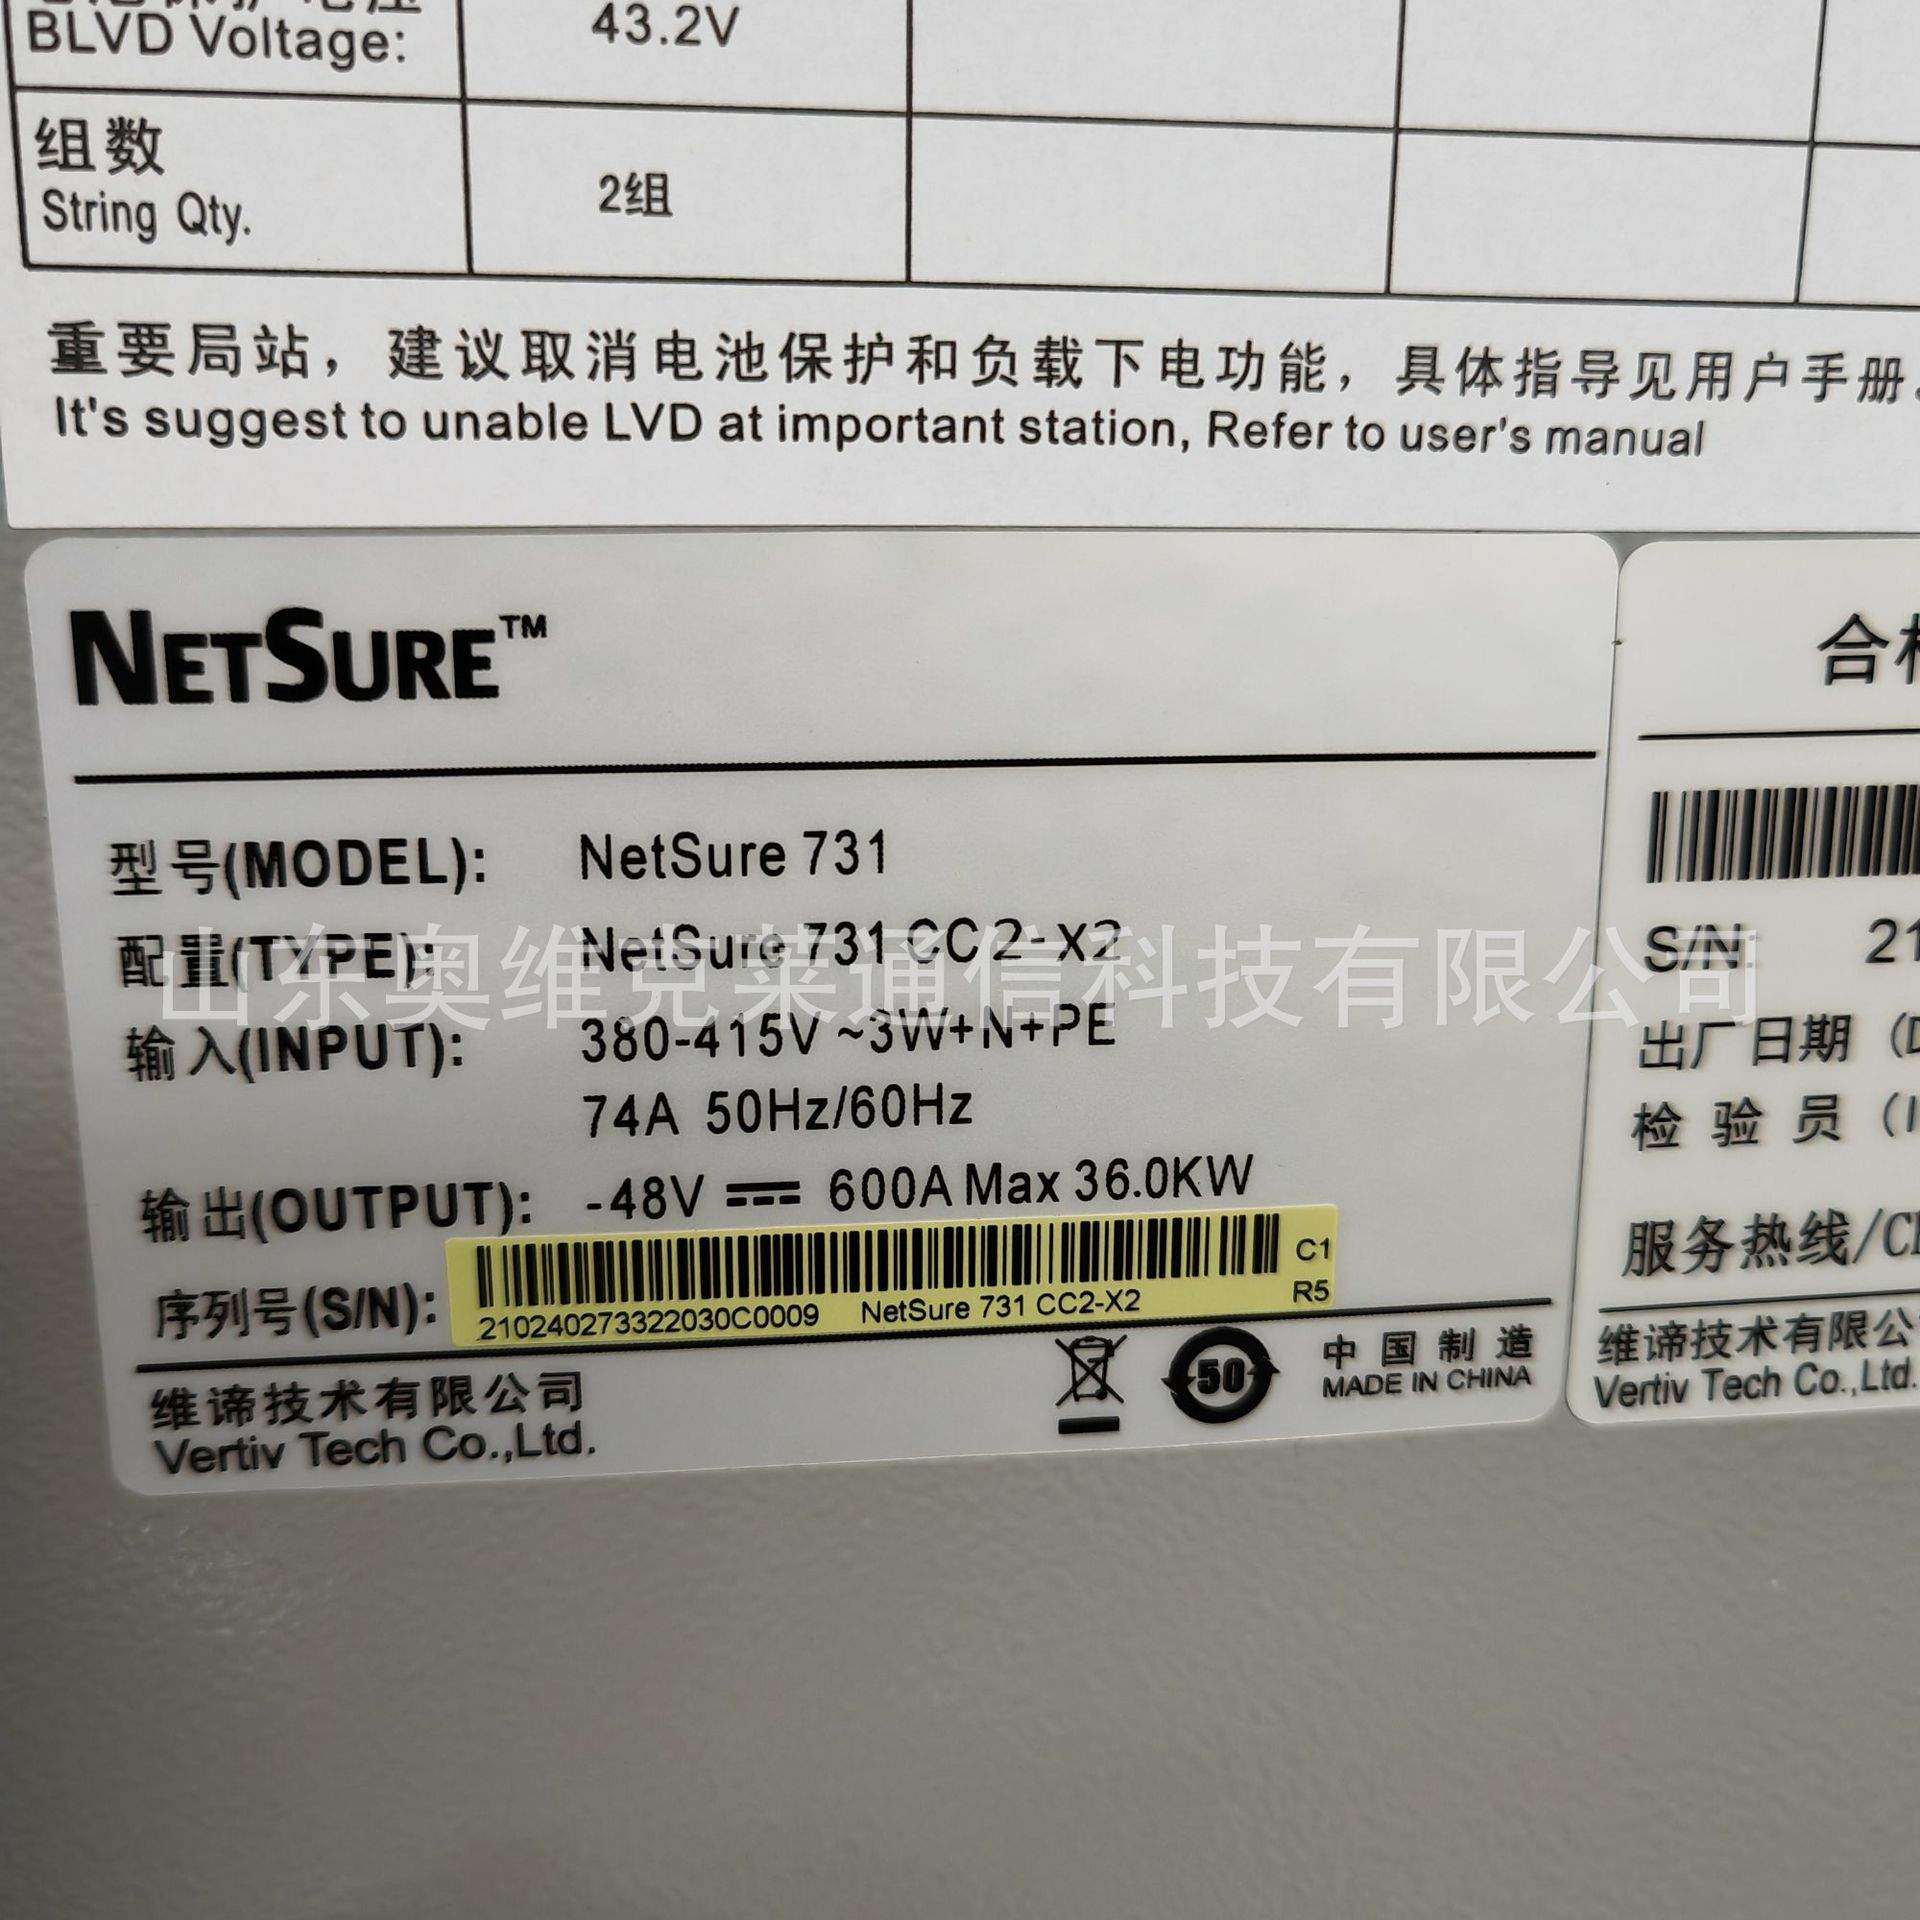 BLVD Voltage: 43.2V
组数 2组
String Qty.
重要局站，建议取消电池保护和负载下电功能，具体指导见用户手册。
It's suggest to unable LVD at important station, Refer to user's manual
NETSURE™
型号(MODEL): NetSure 731
配置(TYPE): NetSure 731 CC2-X2
山东奥维克莱通信科技有限公司
输入(INPUT): 380-415V ~3W+N+PE
74A 50Hz/60Hz
输出(OUTPUT): -48V ⎓ 600A Max 36.0KW
序列号(S/N): 210240273322030C0009 NetSure 731 CC2-X2 C1
R5
维谛技术有限公司
Vertiv Tech Co.,Ltd.
50
中国制造
MADE IN CHINA
合
S/N 21
出厂日期 (
检验员 (
服务热线/C
维谛技术有限公
Vertiv Tech Co.,Ltd.